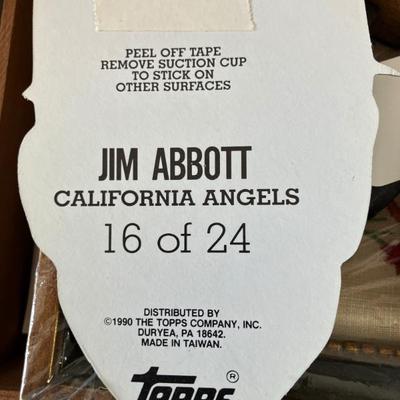 PEEL OFF TAPE
REMOVE SUCTION CUP
TO STICK ON
OTHER SURFACES
JIM ABBOTT
CALIFORNIA ANGELS
16 of 24
DISTRIBUTED BY
©1990 THE TOPPS COMPANY, INC.
DURYEA, PA 18642.
MADE IN TAIWAN.
TOPPS ®